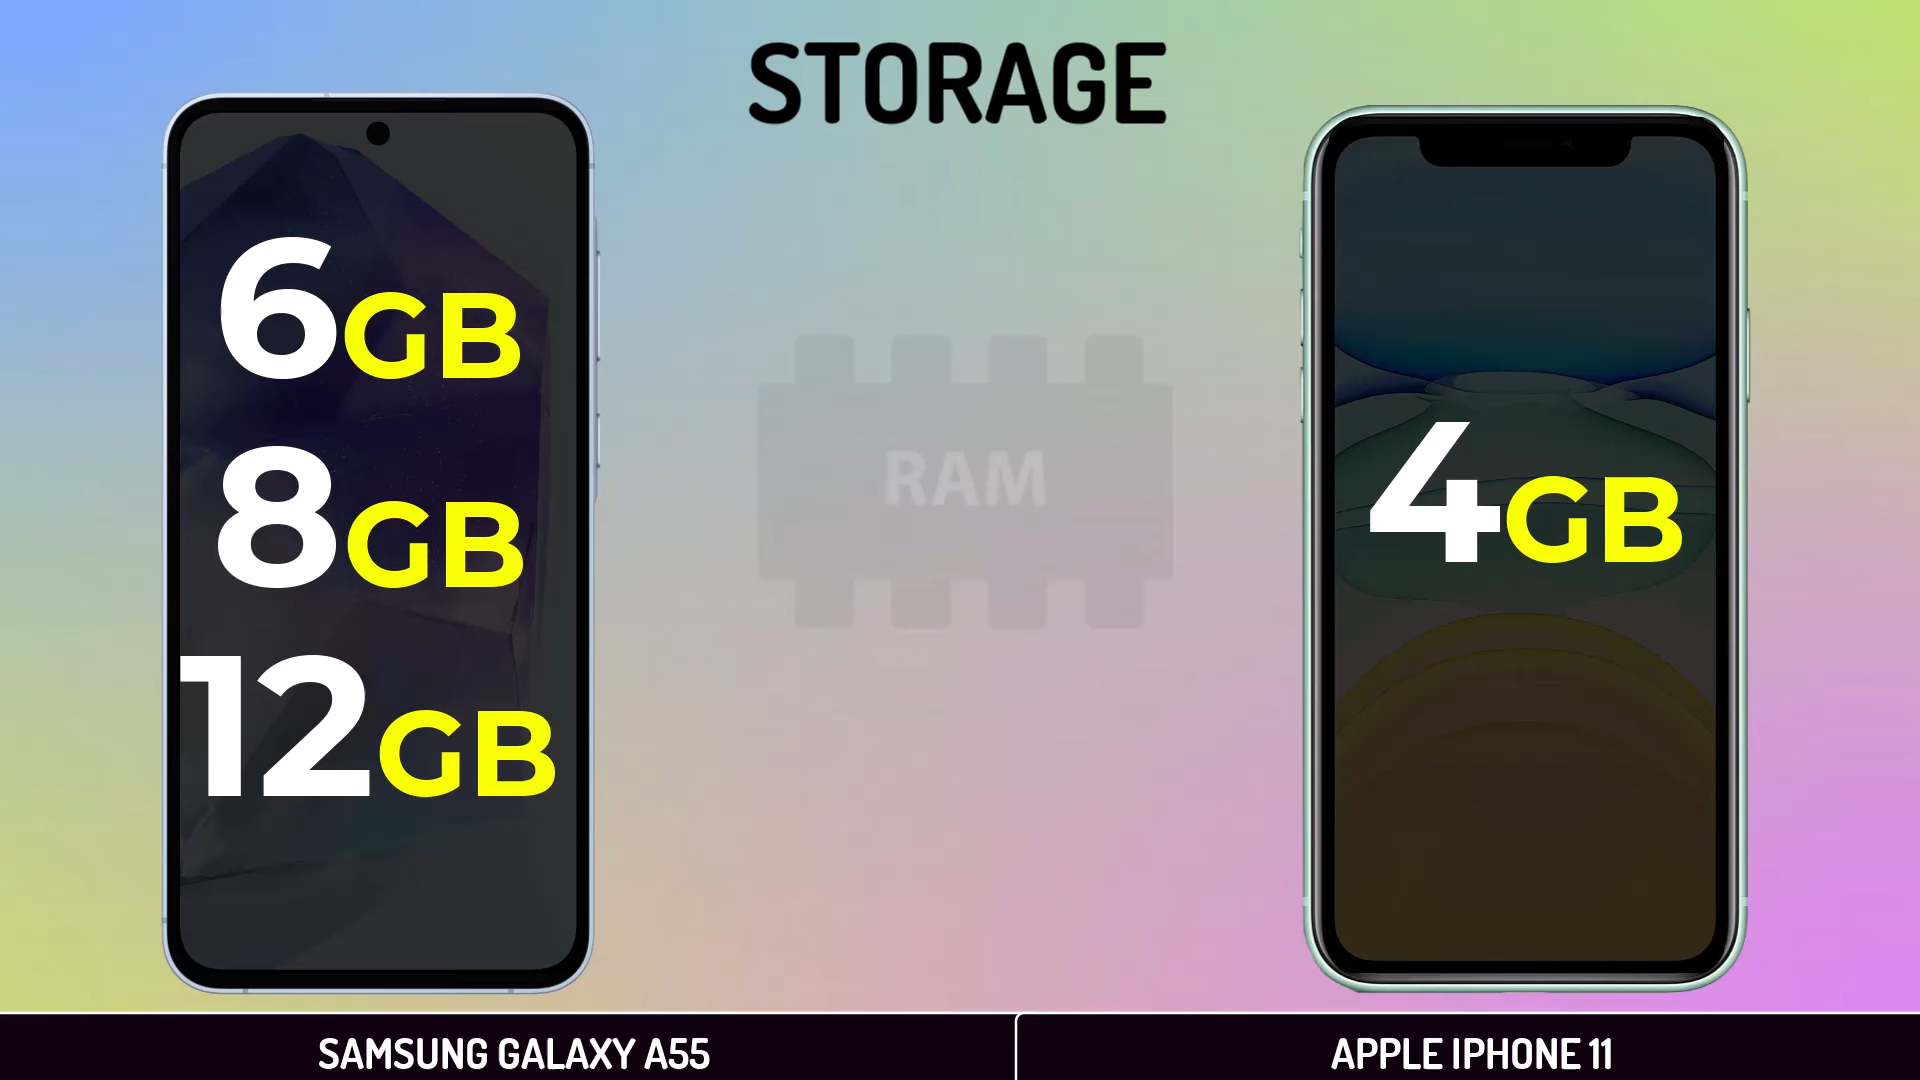 STORAGE
6GB
8GB
12GB
RAM
4GB
SAMSUNG GALAXY A55
APPLE IPHONE 11